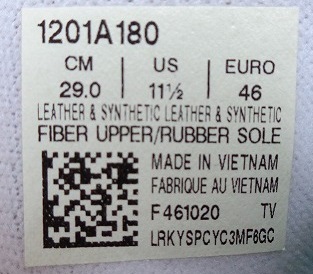 1201A180
CM | US | EURO
29.0 | 11½ | 46
LEATHER & SYNTHETIC LEATHER & SYNTHETIC
FIBER UPPER/RUBBER SOLE
MADE IN VIETNAM
FABRIQUE AU VIETNAM
F461020 TV
LRKYSPCYC3MF6GC